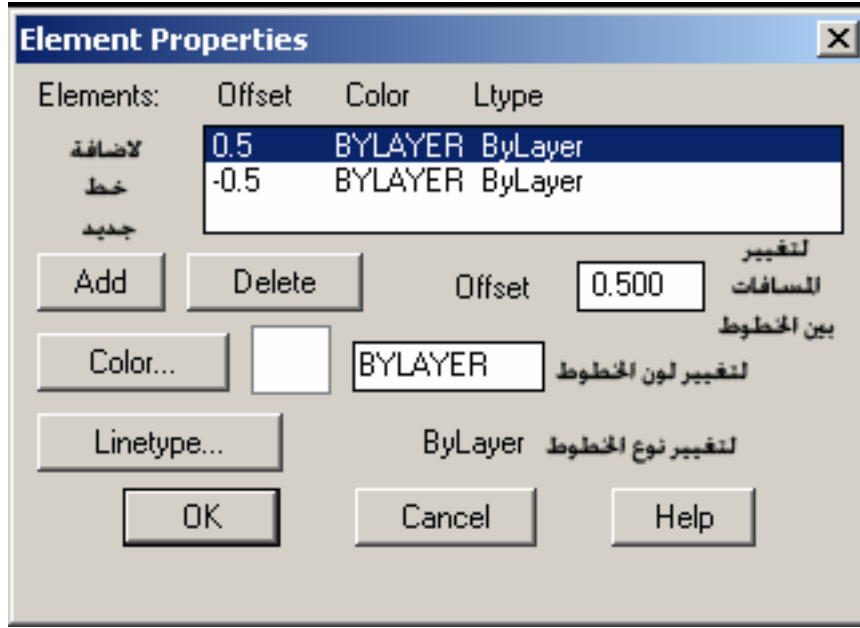 Element Properties
Elements: Offset Color Ltype
0.5 BYLAYER ByLayer
-0.5 BYLAYER ByLayer
لاضافة
خط
جديد
Add Delete Offset 0.500
لتغيير
المسافات
بين الخطوط
Color... BYLAYER لتغيير لون الخطوط
Linetype... ByLayer لتغيير نوع الخطوط
OK Cancel Help